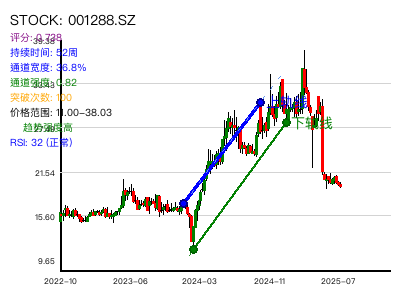 STOCK: 001288.SZ
评分: 0.738
持续时间: 52周
通道宽度: 36.8%
通道强度: 0.82
突破次数: 100
价格范围: 11.00-38.03
趋势强度高
RSI: 32 (正常)
下轨线
21.54
15.60
9.65
2022-10
2023-06
2024-03
2024-11
2025-07